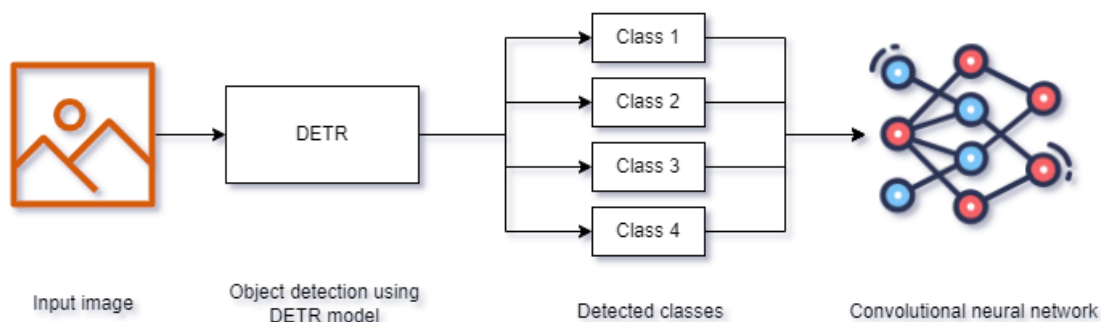 DETR
Class 1
Class 2
Class 3
Class 4
Input image
Object detection using
DETR model
Detected classes
Convolutional neural network